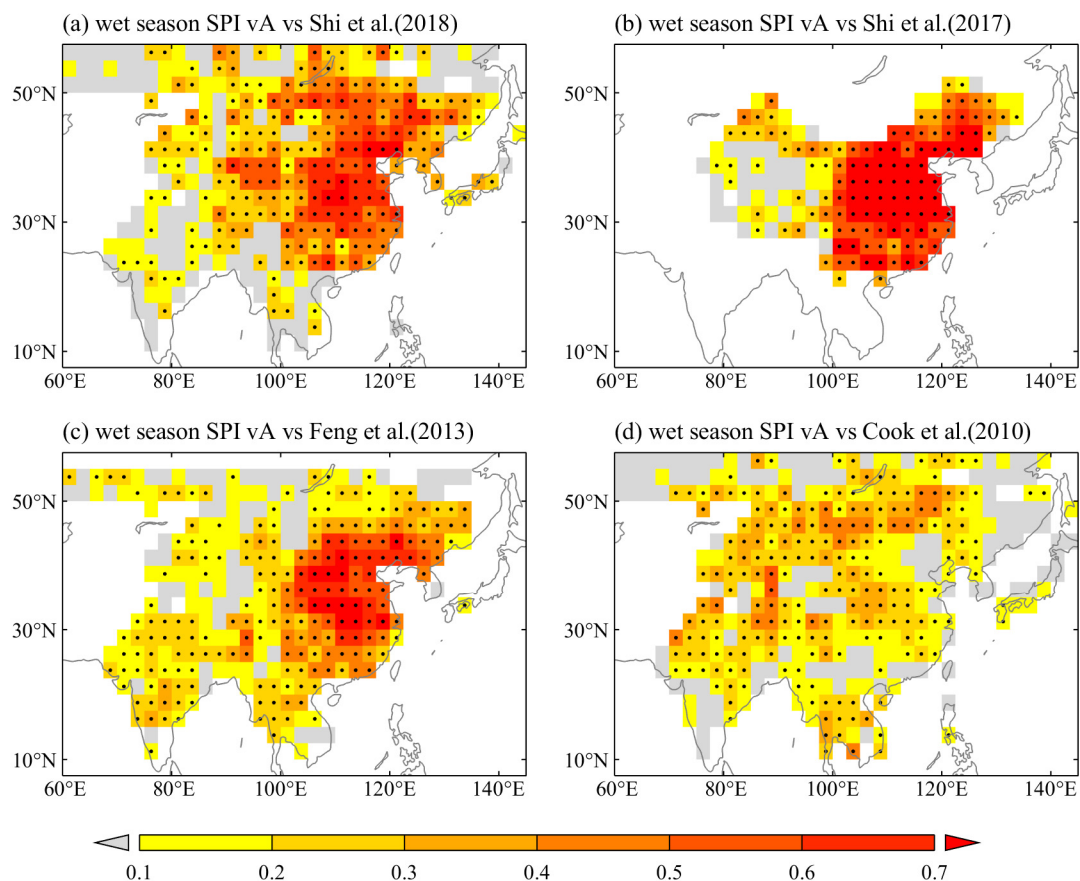 (a) wet season SPI vA vs Shi et al.(2018)
(b) wet season SPI vA vs Shi et al.(2017)
50°N
30°N
10°N
60°E 80°E 100°E 120°E 140°E
50°N
30°N
10°N
60°E 80°E 100°E 120°E 140°E
(c) wet season SPI vA vs Feng et al.(2013)
(d) wet season SPI vA vs Cook et al.(2010)
50°N
30°N
10°N
60°E 80°E 100°E 120°E 140°E
50°N
30°N
10°N
60°E 80°E 100°E 120°E 140°E
0.1 0.2 0.3 0.4 0.5 0.6 0.7